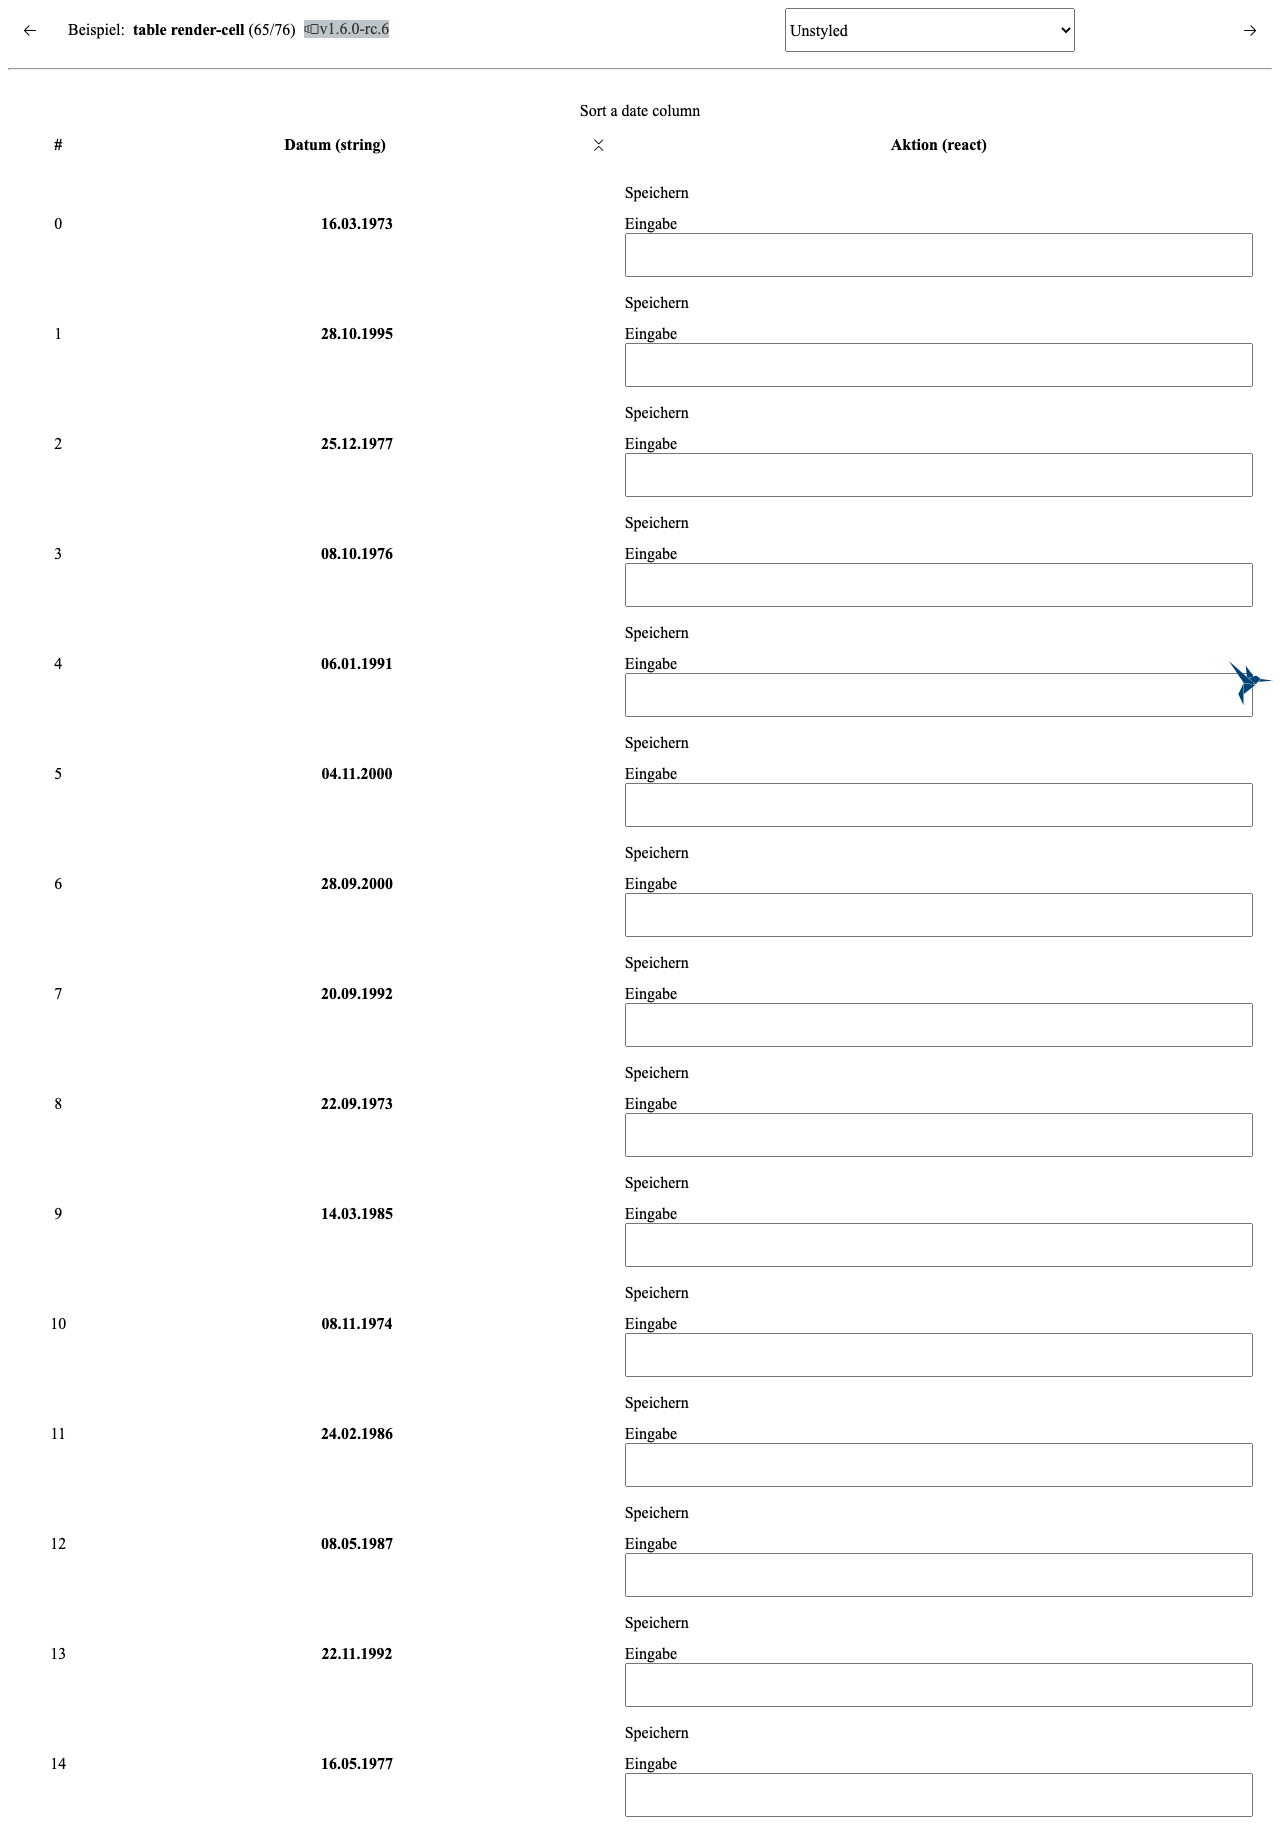 Beispiel: table render-cell (65/76) v1.6.0-rc.6 Unstyled
Sort a date column
# Datum (string) Aktion (react)
Speichern
0 16.03.1973 Eingabe
Speichern
1 28.10.1995 Eingabe
Speichern
2 25.12.1977 Eingabe
Speichern
3 08.10.1976 Eingabe
Speichern
4 06.01.1991 Eingabe
Speichern
5 04.11.2000 Eingabe
Speichern
6 28.09.2000 Eingabe
Speichern
7 20.09.1992 Eingabe
Speichern
8 22.09.1973 Eingabe
Speichern
9 14.03.1985 Eingabe
Speichern
10 08.11.1974 Eingabe
Speichern
11 24.02.1986 Eingabe
Speichern
12 08.05.1987 Eingabe
Speichern
13 22.11.1992 Eingabe
Speichern
14 16.05.1977 Eingabe